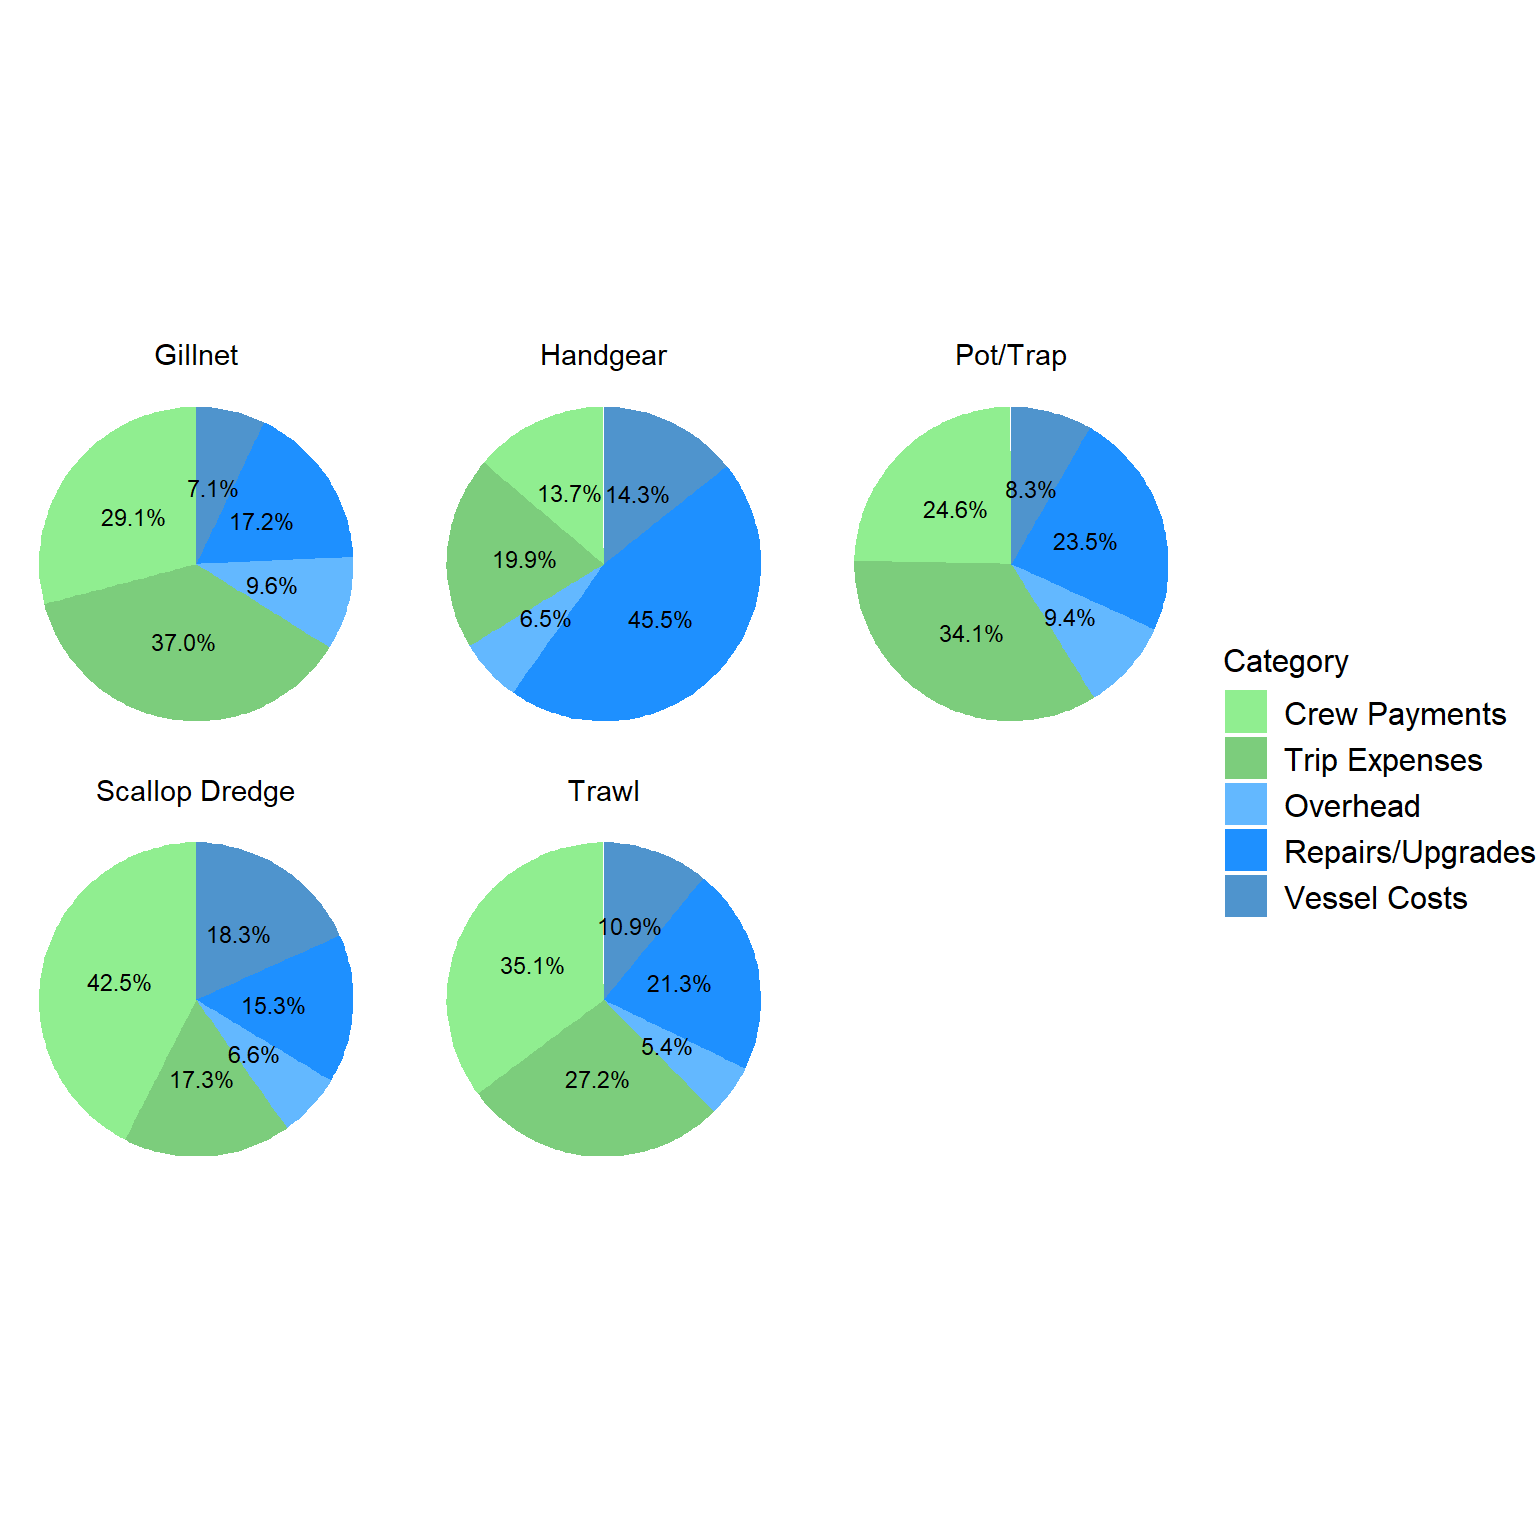 Gillnet
Handgear
Pot/Trap
7.1%
29.1%
17.2%
9.6%
37.0%
13.7%
14.3%
19.9%
6.5%
45.5%
8.3%
24.6%
23.5%
9.4%
34.1%
Category
Crew Payments
Trip Expenses
Overhead
Repairs/Upgrades
Vessel Costs
Scallop Dredge
Trawl
18.3%
42.5%
15.3%
6.6%
17.3%
10.9%
35.1%
21.3%
5.4%
27.2%